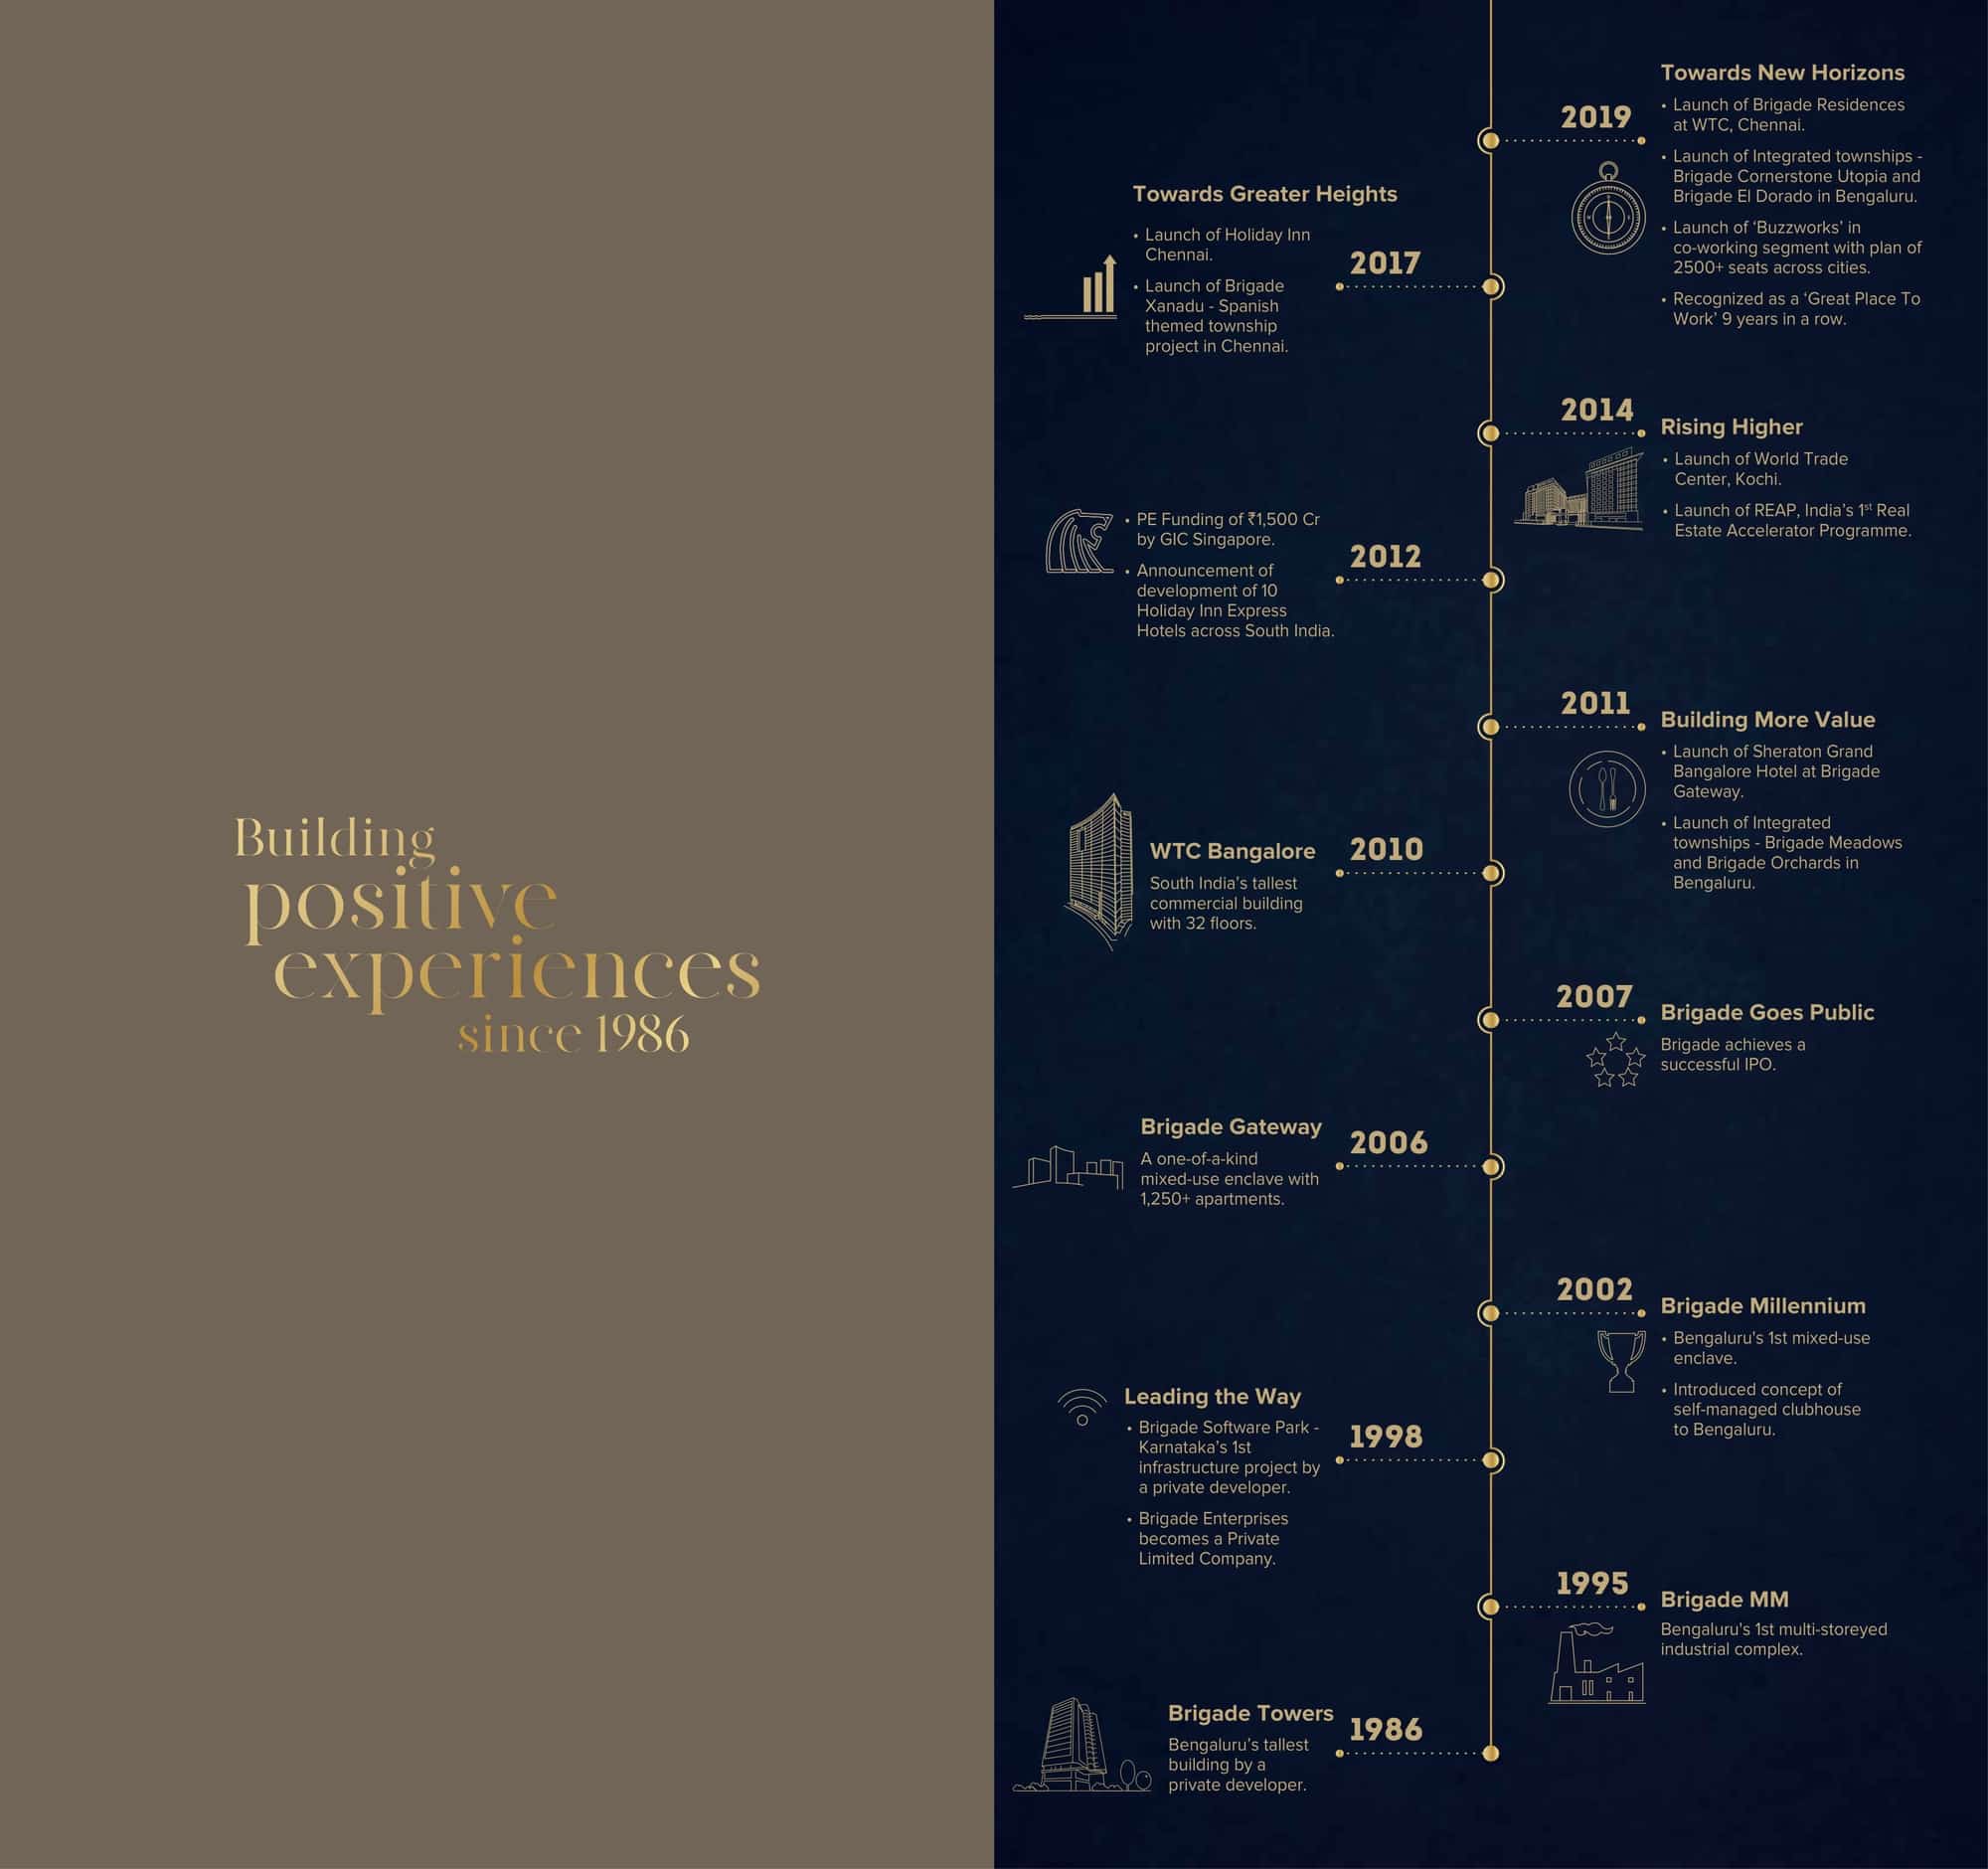 Building
positive
experiences
since 1986
Towards New Horizons
2019
• Launch of Brigade Residences
at WTC, Chennai.
• Launch of Integrated townships -
Brigade Cornerstone Utopia and
Brigade El Dorado in Bengaluru.
• Launch of ‘Buzzworks’ in
co-working segment with plan of
2500+ seats across cities.
• Recognized as a ‘Great Place To
Work’ 9 years in a row.
Towards Greater Heights
2017
• Launch of Holiday Inn
Chennai.
• Launch of Brigade
Xanadu - Spanish
themed township
project in Chennai.
2014
Rising Higher
• Launch of World Trade
Center, Kochi.
• Launch of REAP, India’s 1st Real
Estate Accelerator Programme.
2012
• PE Funding of ₹1,500 Cr
by GIC Singapore.
• Announcement of
development of 10
Holiday Inn Express
Hotels across South India.
2011
Building More Value
• Launch of Sheraton Grand
Bangalore Hotel at Brigade
Gateway.
• Launch of Integrated
townships - Brigade Meadows
and Brigade Orchards in
Bengaluru.
WTC Bangalore
2010
South India’s tallest
commercial building
with 32 floors.
2007
Brigade Goes Public
Brigade achieves a
successful IPO.
Brigade Gateway
2006
A one-of-a-kind
mixed-use enclave with
1,250+ apartments.
2002
Brigade Millennium
• Bengaluru’s 1st mixed-use
enclave.
• Introduced concept of
self-managed clubhouse
to Bengaluru.
Leading the Way
1998
• Brigade Software Park -
Karnataka’s 1st
infrastructure project by
a private developer.
• Brigade Enterprises
becomes a Private
Limited Company.
1995
Brigade MM
Bengaluru’s 1st multi-storeyed
industrial complex.
Brigade Towers
1986
Bengaluru’s tallest
building by a
private developer.